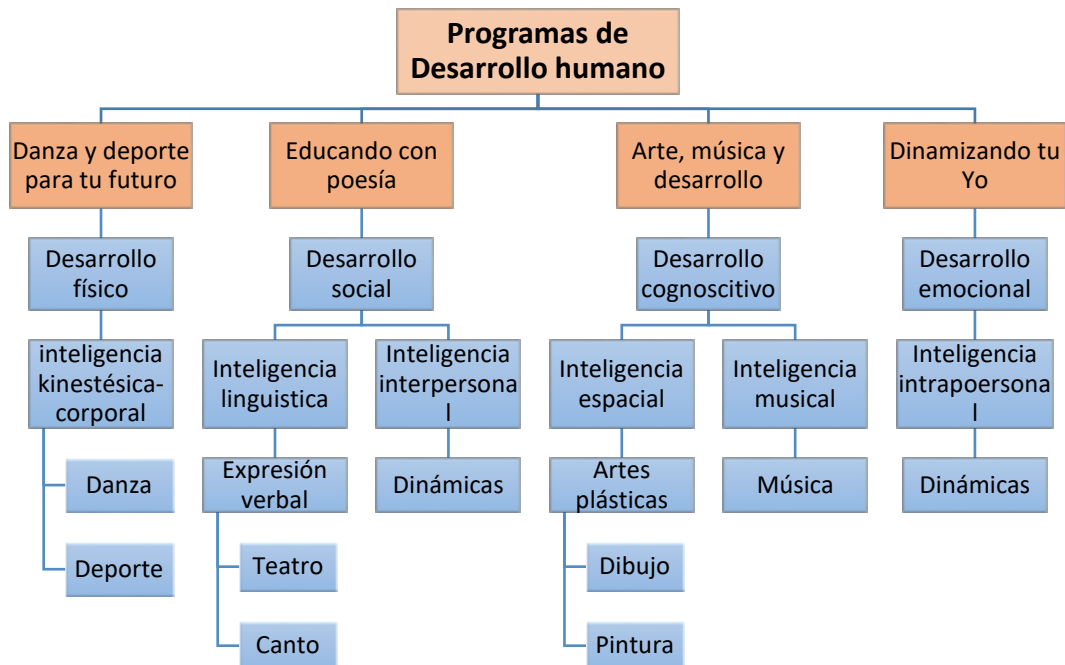 Programas de
Desarrollo humano
Danza y deporte
para tu futuro
Educando con
poesía
Arte, música y
desarrollo
Dinamizando tu
Yo
Desarrollo
físico
Desarrollo
social
Desarrollo
cognoscitivo
Desarrollo
emocional
inteligencia
kinestésica-
corporal
Inteligencia
linguistica
Inteligencia
interpersona
l
Inteligencia
espacial
Inteligencia
musical
Inteligencia
intrapoersona
l
Danza
Deporte
Expresión
verbal
Teatro
Canto
Dinámicas
Artes
plásticas
Dibujo
Pintura
Música
Dinámicas